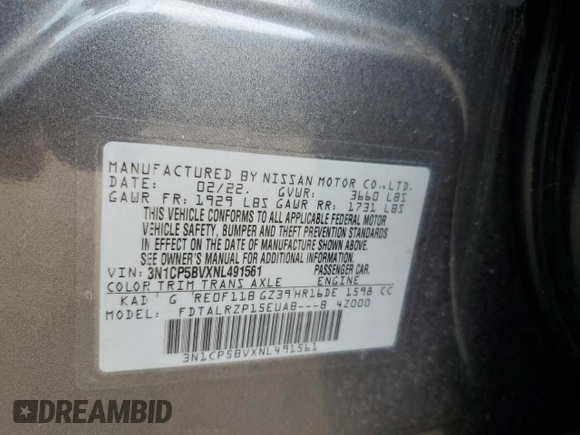 MANUFACTURED BY NISSAN MOTOR CO.,LTD.
DATE: 02/22. GVWR: 3660 LBS
GAWR FR: 1929 LBS GAWR RR: 1731 LBS
THIS VEHICLE CONFORMS TO ALL APPLICABLE FEDERAL MOTOR
VEHICLE SAFETY, BUMPER AND THEFT PREVENTION STANDARDS
IN EFFECT ON THE DATE OF MANUFACTURE SHOWN ABOVE.
SEE OWNER'S MANUAL FOR ADDITIONAL INFORMATION.
VIN: 3N1CP5BVXNL491561 PASSENGER CAR.
COLOR TRIM TRANS AXLE ENGINE
KAD G RE0F11B GZ39 HR16DE 1598 CC
MODEL: FDTALRZP15EUAB---B 4Z000
3N1CP5BVXNL491561
DREAMBID